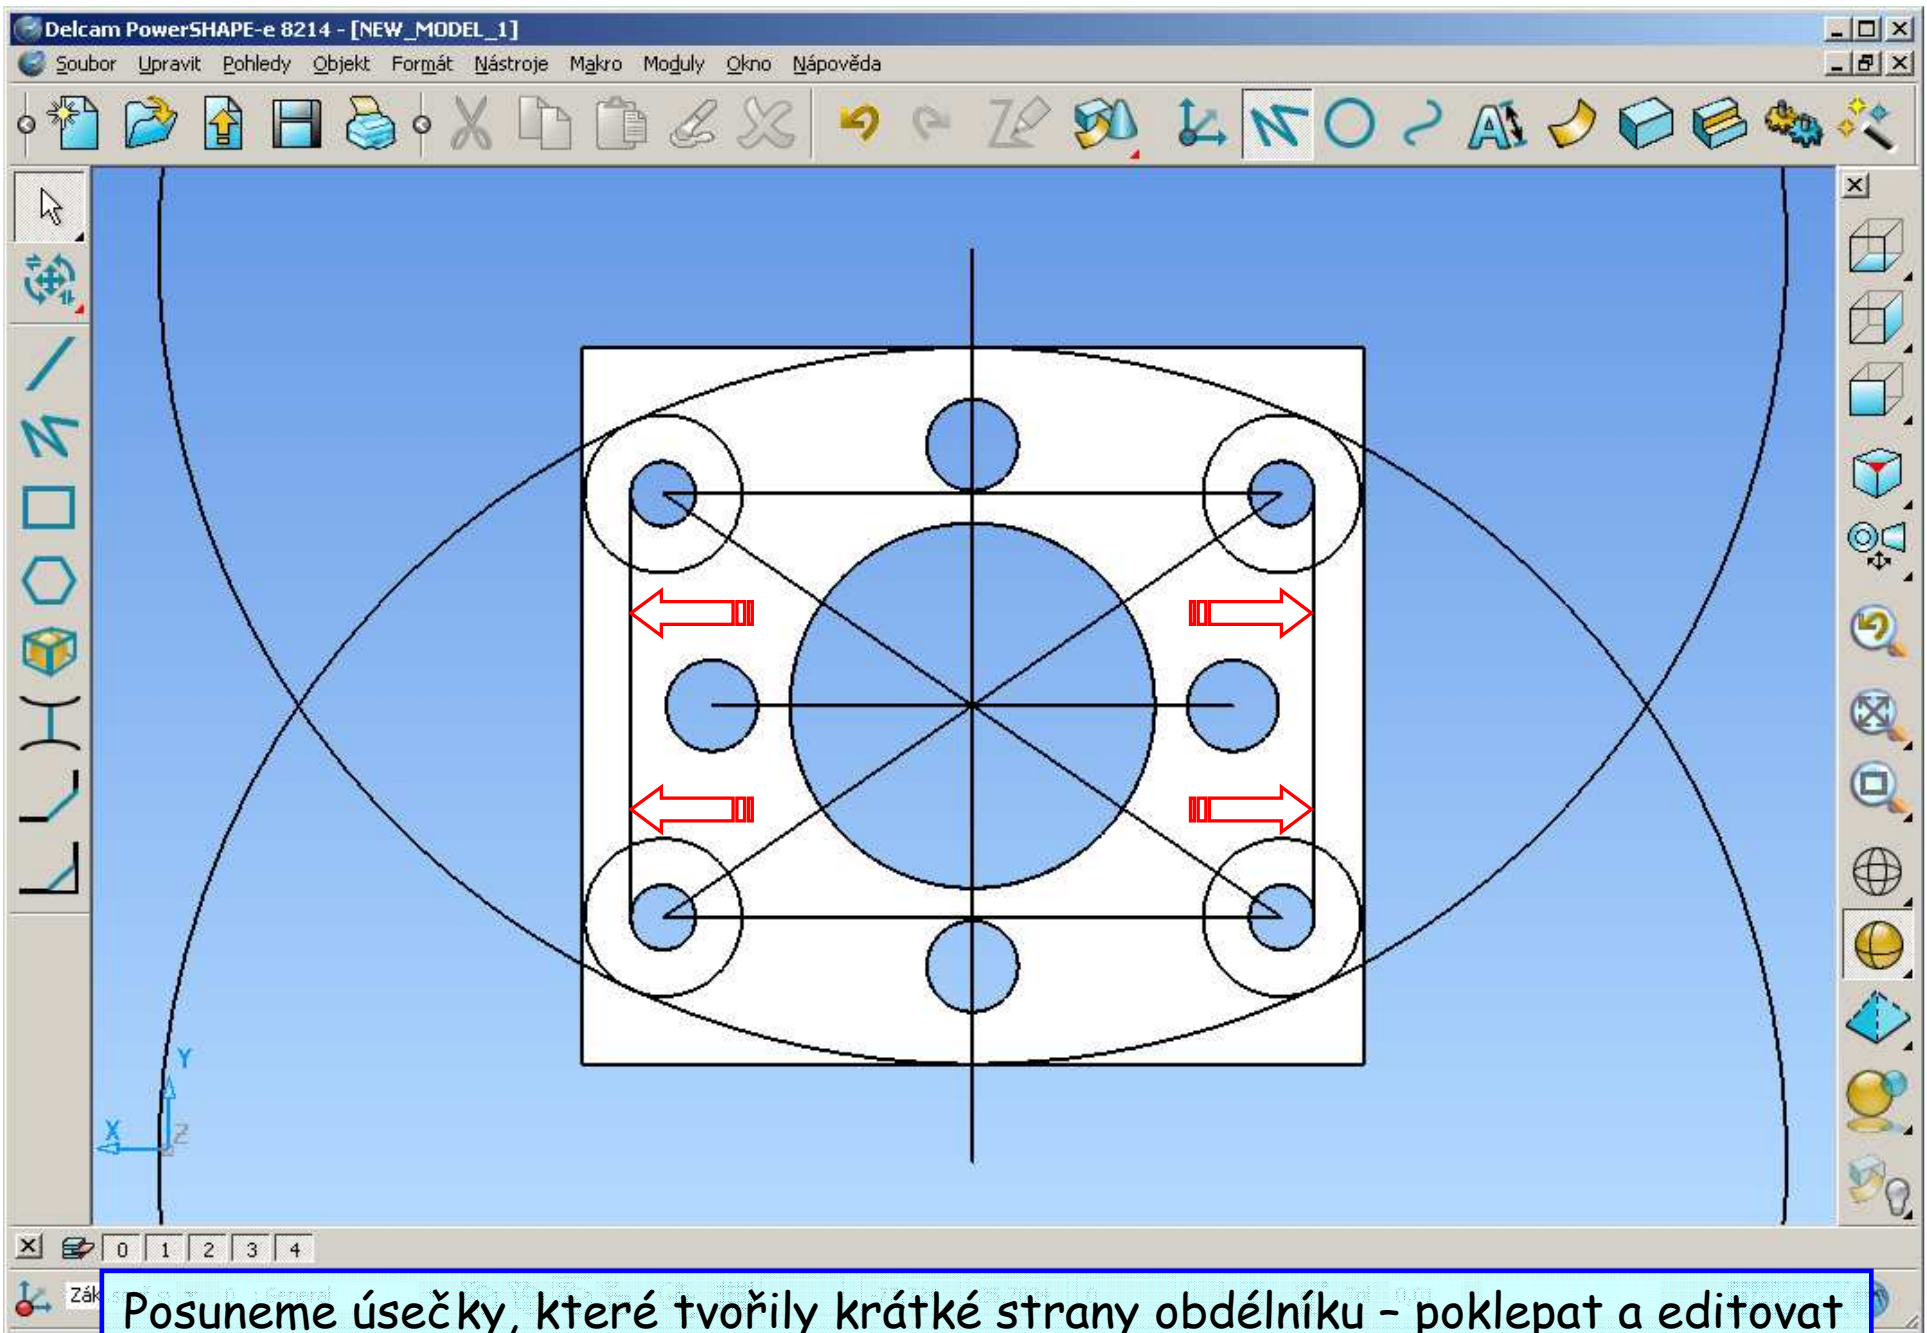 Delcam PowerSHAPE-e 8214 - [NEW_MODEL_1]
Soubor Upravit Pohledy Objekt Formát Nástroje Makro Moduly Okno Nápověda
Y
X Z
0 1 2 3 4
Zák
Posuneme úsečky, které tvořily krátké strany obdélníku – poklepat a editovat